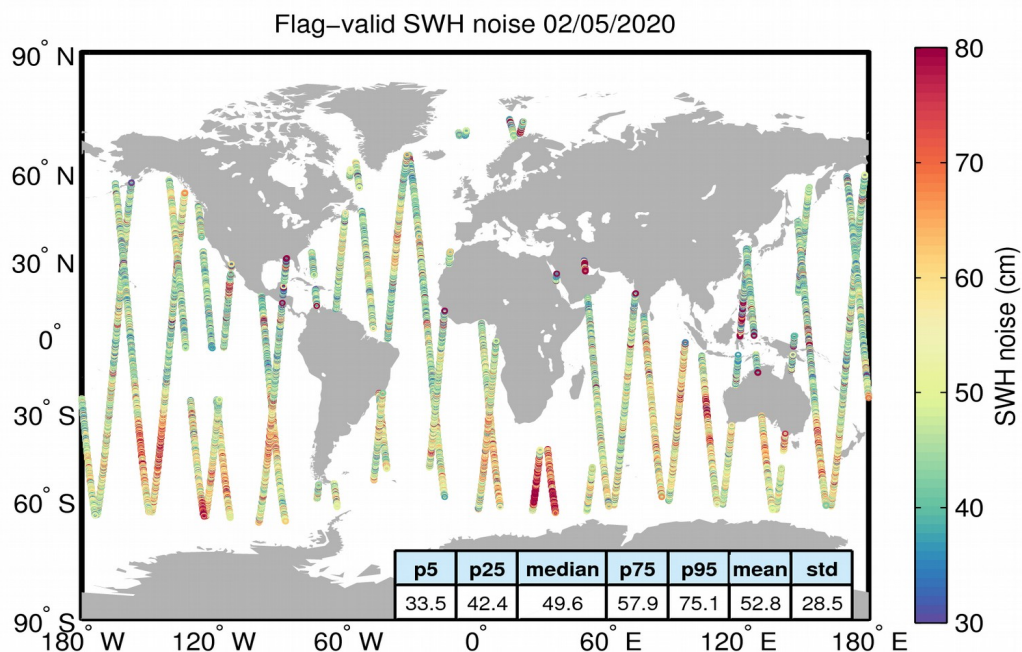 Flag−valid SWH noise 02/05/2020
90° N
60° N
30° N
0°
30° S
60° S
90° S
180° W
120° W
60° W
0°
60° E
120° E
180° E
p5 p25 median p75 p95 mean std
33.5 42.4 49.6 57.9 75.1 52.8 28.5
80
70
60
50
40
30
SWH noise (cm)